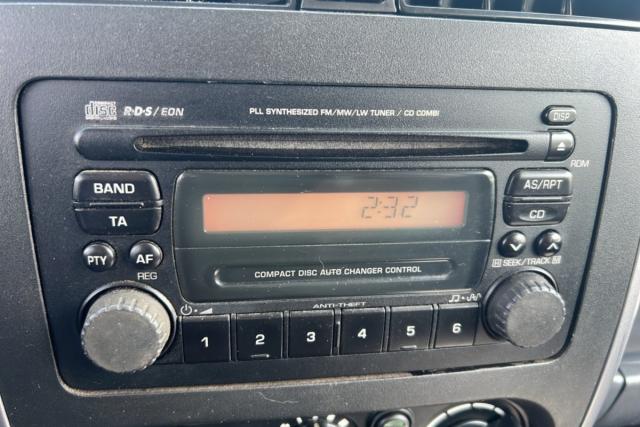 disc R·D·S/EON PLL SYNTHESIZED FM/MW/LW TUNER / CD COMBI DISP
RDM
BAND AS/RPT
TA 2:32 CD
PTY AF SEEK/TRACK
REG COMPACT DISC AUTO CHANGER CONTROL
ANTI-THEFT
1 2 3 4 5 6